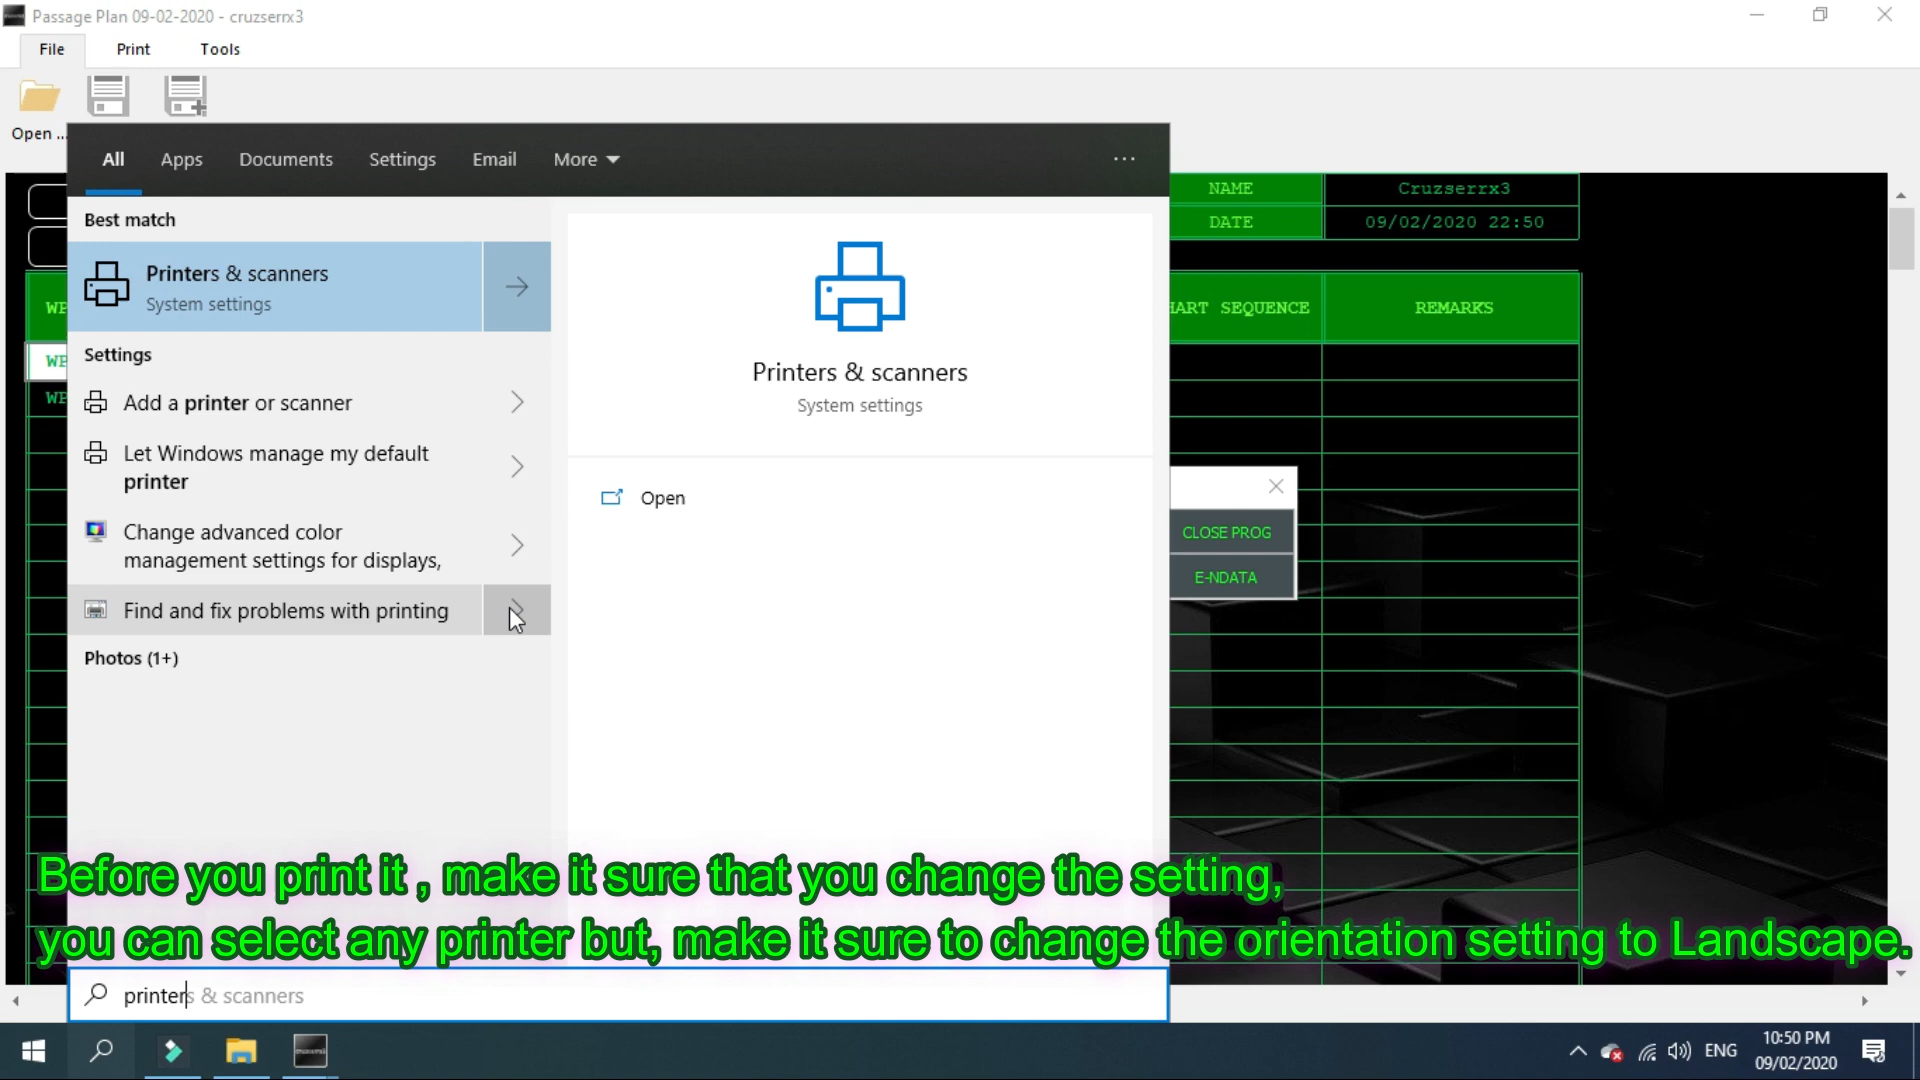 Passage Plan 09-02-2020 - cruzserrx3
File Print Tools
Open ...
All Apps Documents Settings Email More ...
Best match
Printers & scanners
System settings
Settings
Add a printer or scanner
Let Windows manage my default
printer
Change advanced color
management settings for displays,
Find and fix problems with printing
Photos (1+)
Printers & scanners
System settings
Open
NAME Cruzserrx3
DATE 09/02/2020 22:50
WP
HART SEQUENCE REMARKS
WP
WP
CLOSE PROG
E-NDATA
Before you print it , make it sure that you change the setting,
you can select any printer but, make it sure to change the orientation setting to Landscape.
printers & scanners
ENG
10:50 PM
09/02/2020